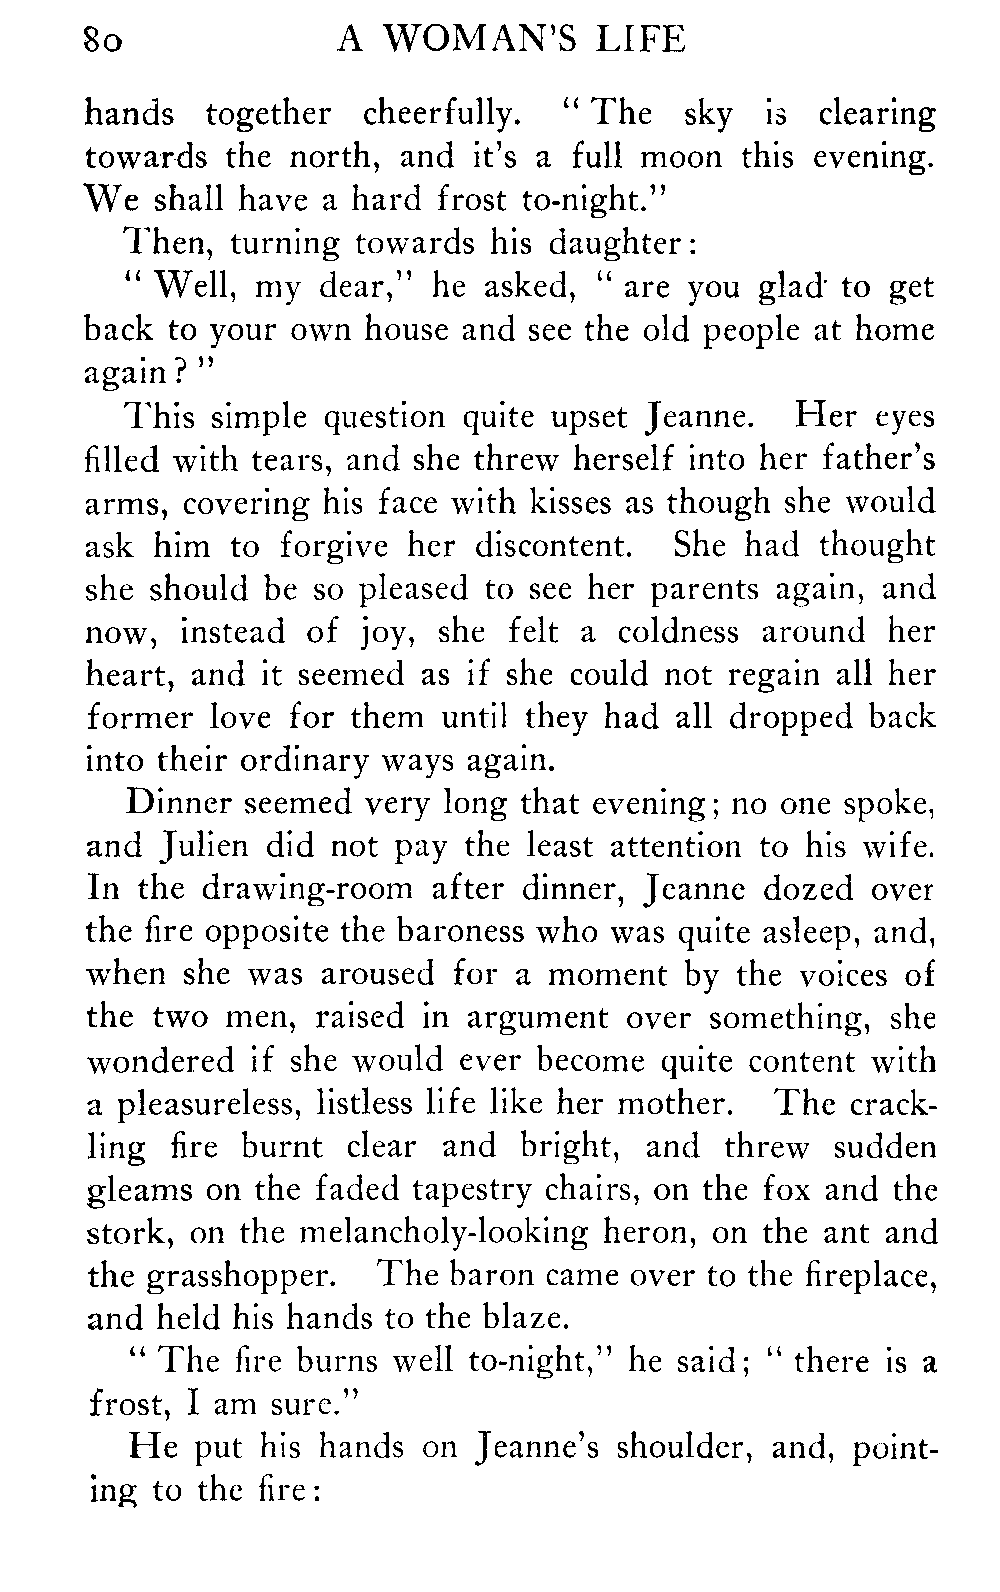 80 A WOMAN'S LIFE
hands together cheerfully. " The sky is clearing
towards the north, and it's a full moon this evening.
We shall have a hard frost to-night."
Then, turning towards his daughter:
" Well, my dear," he asked, " are you glad to get
back to your own house and see the old people at home
again ? "
This simple question quite upset Jeanne. Her eyes
filled with tears, and she threw herself into her father's
arms, covering his face with kisses as though she would
ask him to forgive her discontent. She had thought
she should be so pleased to see her parents again, and
now, instead of joy, she felt a coldness around her
heart, and it seemed as if she could not regain all her
former love for them until they had all dropped back
into their ordinary ways again.
Dinner seemed very long that evening; no one spoke,
and Julien did not pay the least attention to his wife.
In the drawing-room after dinner, Jeanne dozed over
the fire opposite the baroness who was quite asleep, and,
when she was aroused for a moment by the voices of
the two men, raised in argument over something, she
wondered if she would ever become quite content with
a pleasureless, listless life like her mother. The crack-
ling fire burnt clear and bright, and threw sudden
gleams on the faded tapestry chairs, on the fox and the
stork, on the melancholy-looking heron, on the ant and
the grasshopper. The baron came over to the fireplace,
and held his hands to the blaze.
" The fire burns well to-night," he said; " there is a
frost, I am sure."
He put his hands on Jeanne's shoulder, and, point-
ing to the fire: